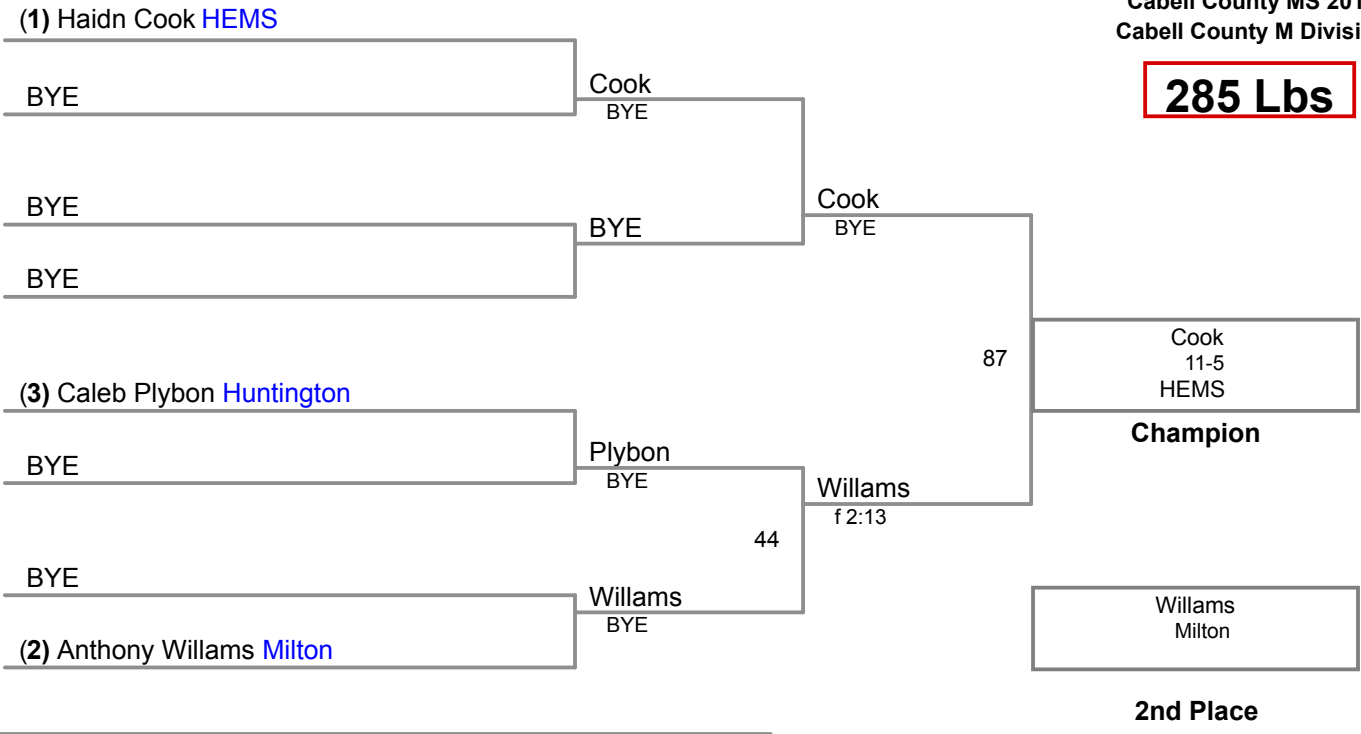 (1) Haidn Cook HEMS
Cabell County MS 201
Cabell County M Divisi
285 Lbs
BYE
Cook
BYE
BYE
BYE
BYE
Cook
BYE
87
Cook
11-5
HEMS
Champion
(3) Caleb Plybon Huntington
BYE
Plybon
BYE
Willams
f 2:13
44
BYE
Willams
BYE
(2) Anthony Willams Milton
Willams
Milton
2nd Place